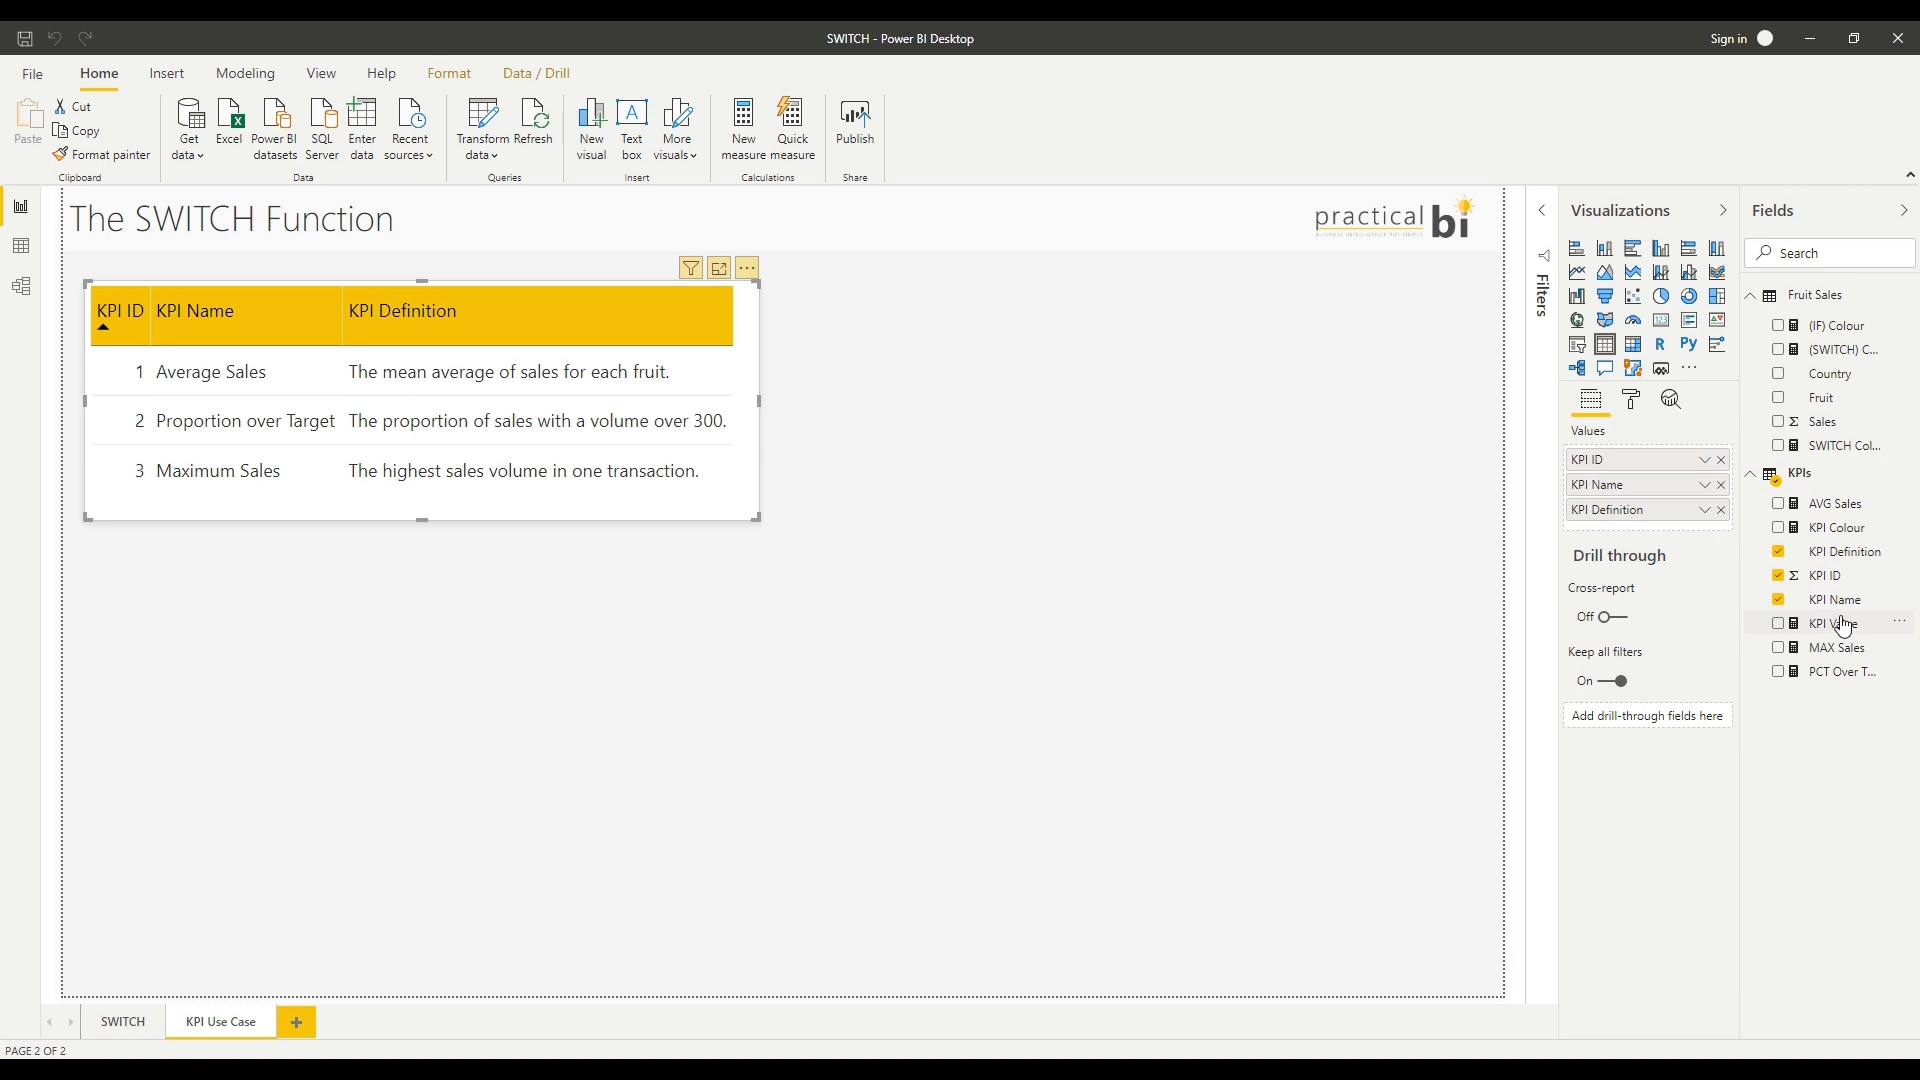 SWITCH - Power BI Desktop
Sign in
File Home Insert Modeling View Help Format Data / Drill
Paste
Cut
Copy
Format painter
Clipboard
Get data
Excel
Power BI datasets
SQL Server
Enter data
Recent sources
Data
Transform data
Refresh
Queries
New visual
Text box
More visuals
Insert
New measure
Quick measure
Calculations
Publish
Share
The SWITCH Function
practical bi
KPI ID KPI Name KPI Definition
1 Average Sales The mean average of sales for each fruit.
2 Proportion over Target The proportion of sales with a volume over 300.
3 Maximum Sales The highest sales volume in one transaction.
Filters
Visualizations
R Py
Values
KPI ID
KPI Name
KPI Definition
Drill through
Cross-report
Off
Keep all filters
On
Add drill-through fields here
Fields
Search
Fruit Sales
(IF) Colour
(SWITCH) C...
Country
Fruit
Sales
SWITCH Col...
KPIs
AVG Sales
KPI Colour
KPI Definition
KPI ID
KPI Name
KPI
MAX Sales
PCT Over T...
SWITCH
KPI Use Case
PAGE 2 OF 2